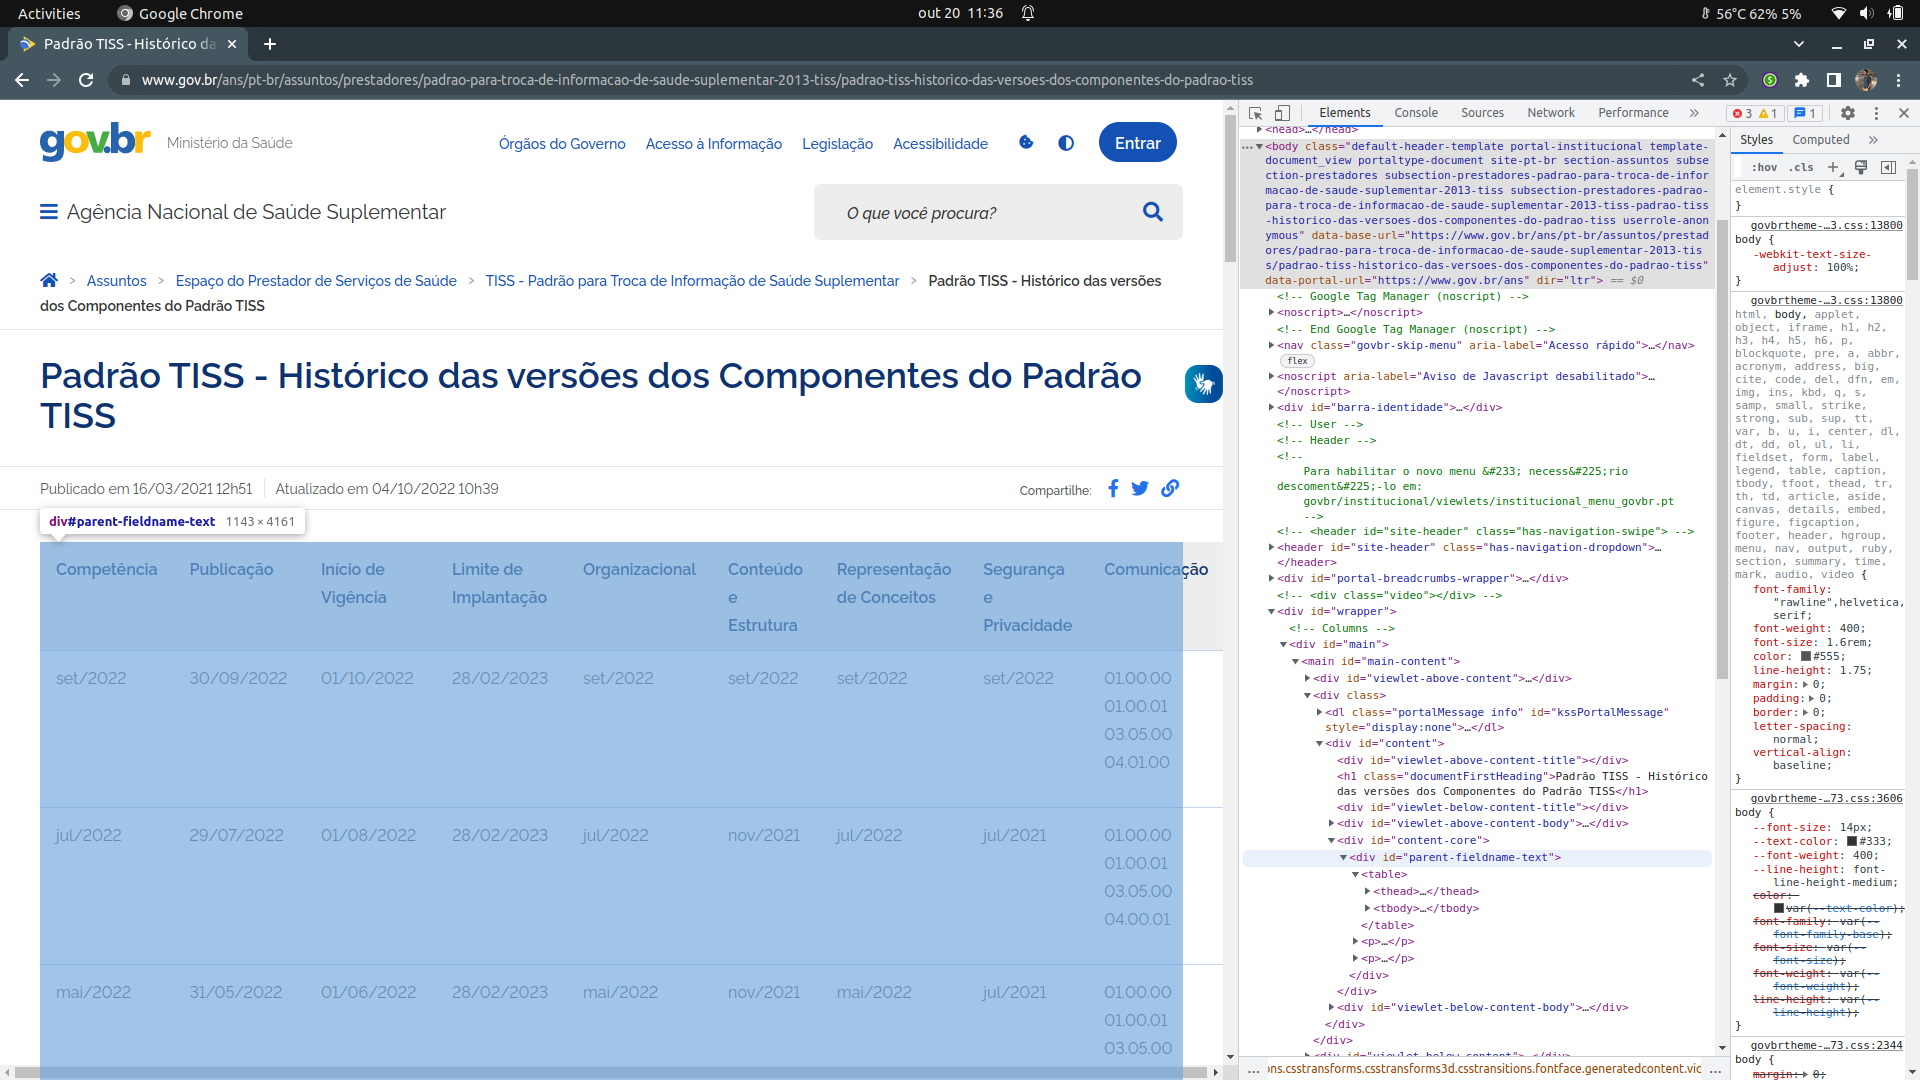 Activities
Google Chrome
out 20 11:36
56°C 62% 5%
Padrão TISS - Histórico da
www.gov.br/ans/pt-br/assuntos/prestadores/padrao-para-troca-de-informacao-de-saude-suplementar-2013-tiss/padrao-tiss-historico-das-versoes-dos-componentes-do-padrao-tiss
gov.br
Ministério da Saúde
Órgãos do Governo
Acesso à Informação
Legislação
Acessibilidade
Entrar
Agência Nacional de Saúde Suplementar
O que você procura?
> Assuntos > Espaço do Prestador de Serviços de Saúde > TISS - Padrão para Troca de Informação de Saúde Suplementar > Padrão TISS - Histórico das versões
dos Componentes do Padrão TISS
Padrão TISS - Histórico das versões dos Componentes do Padrão
TISS
Publicado em 16/03/2021 12h51
Atualizado em 04/10/2022 10h39
Compartilhe:
div#parent-fieldname-text 1143 × 4161
Competência Publicação Início de Limite de Organizacional Conteúdo Representação Segurança Comunicação
Vigência Implantação e de Conceitos e
Estrutura Privacidade
set/2022 30/09/2022 01/10/2022 28/02/2023 set/2022 set/2022 set/2022 set/2022 01.00.00
01.00.01
03.05.00
04.01.00
jul/2022 29/07/2022 01/08/2022 28/02/2023 jul/2022 nov/2021 jul/2022 jul/2021 01.00.00
01.00.01
03.05.00
04.00.01
mai/2022 31/05/2022 01/06/2022 28/02/2023 mai/2022 nov/2021 mai/2022 jul/2021 01.00.00
01.00.01
03.05.00
Elements Console Sources Network Performance »
3 1 1
<head>…</head>
<body class="default-header-template portal-institucional template-
document_view portaltype-document site-pt-br section-assuntos subse
ction-prestadores subsection-prestadores-padrao-para-troca-de-infor
macao-de-saude-suplementar-2013-tiss subsection-prestadores-padrao-
para-troca-de-informacao-de-saude-suplementar-2013-tiss-padrao-tiss
-historico-das-versoes-dos-componentes-do-padrao-tiss userrole-anon
ymous" data-base-url="https://www.gov.br/ans/pt-br/assuntos/prestad
ores/padrao-para-troca-de-informacao-de-saude-suplementar-2013-tis
s/padrao-tiss-historico-das-versoes-dos-componentes-do-padrao-tiss"
data-portal-url="https://www.gov.br/ans" dir="ltr"> == $0
<!-- Google Tag Manager (noscript) -->
<noscript>…</noscript>
<!-- End Google Tag Manager (noscript) -->
<nav class="govbr-skip-menu" aria-label="Acesso rápido">…</nav>
flex
<noscript aria-label="Aviso de Javascript desabilitado">…
</noscript>
<div id="barra-identidade">…</div>
<!-- User -->
<!-- Header -->
<!--
Para habilitar o novo menu &#233; necess&#225;rio
descoment&#225;-lo em:
govbr/institucional/viewlets/institucional_menu_govbr.pt
-->
<!-- <header id="site-header" class="has-navigation-swipe"> -->
<header id="site-header" class="has-navigation-dropdown">…
</header>
<div id="portal-breadcrumbs-wrapper">…</div>
<!-- <div class="video"></div> -->
<div id="wrapper">
<!-- Columns -->
<div id="main">
<main id="main-content">
<div id="viewlet-above-content">…</div>
<div class>
<dl class="portalMessage info" id="kssPortalMessage"
style="display:none">…</dl>
<div id="content">
<div id="viewlet-above-content-title"></div>
<h1 class="documentFirstHeading">Padrão TISS - Histórico
das versões dos Componentes do Padrão TISS</h1>
<div id="viewlet-below-content-title"></div>
<div id="viewlet-above-content-body">…</div>
<div id="content-core">
<div id="parent-fieldname-text">
<table>
<thead>…</thead>
<tbody>…</tbody>
</table>
<p>…</p>
<p>…</p>
</div>
</div>
<div id="viewlet-below-content-body">…</div>
</div>
</div>
<div id="viewlet-below-content">…</div>
… ons.csstransforms.csstransforms3d.csstransitions.fontface.generatedcontent.vid …
Styles Computed »
:hov .cls +
element.style {
}
govbrtheme-…3.css:13800
body {
-webkit-text-size-
adjust: 100%;
}
govbrtheme-…3.css:13800
html, body, applet,
object, iframe, h1, h2,
h3, h4, h5, h6, p,
blockquote, pre, a, abbr,
acronym, address, big,
cite, code, del, dfn, em,
img, ins, kbd, q, s,
samp, small, strike,
strong, sub, sup, tt,
var, b, u, i, center, dl,
dt, dd, ol, ul, li,
fieldset, form, label,
legend, table, caption,
tbody, tfoot, thead, tr,
th, td, article, aside,
canvas, details, embed,
figure, figcaption,
footer, header, hgroup,
menu, nav, output, ruby,
section, summary, time,
mark, audio, video {
font-family:
"rawline",helvetica,
serif;
font-weight: 400;
font-size: 1.6rem;
color: #555;
line-height: 1.75;
margin: 0;
padding: 0;
border: 0;
letter-spacing:
normal;
vertical-align:
baseline;
}
govbrtheme-…73.css:3606
body {
--font-size: 14px;
--text-color: #333;
--font-weight: 400;
--line-height: font-
line-height-medium;
color:
var(--text-color);
font-family: var(--
font-family-base);
font-size: var(--
font-size);
font-weight: var(--
font-weight);
line-height: var(--
line-height);
}
govbrtheme-…73.css:2344
body {
margin: 0;